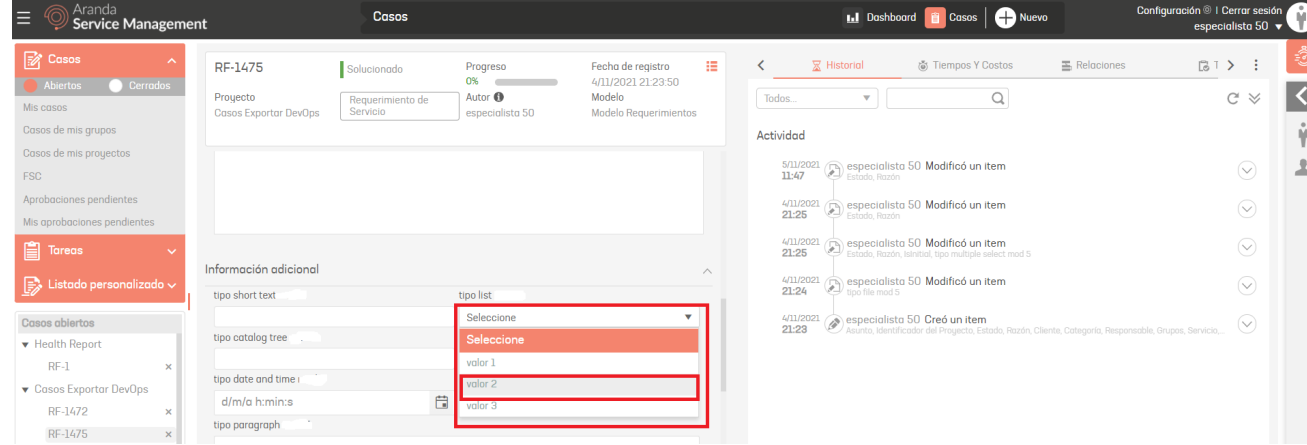 Aranda
Service Management
Casos
Dashboard
Casos
Nuevo
Configuración | Cerrar sesión
especialista 50
Casos
Abiertos
Cerrados
Mis casos
Casos de mis grupos
Casos de mis proyectos
FSC
Aprobaciones pendientes
Mis aprobaciones pendientes
Tareas
Listado personalizado
Casos abiertos
Health Report
RF-1
Casos Exportar DevOps
RF-1472
RF-1475
RF-1475
Solucionado
Progreso
0%
Fecha de registro
4/11/2021 21:23:50
Proyecto
Casos Exportar DevOps
Requerimiento de
Servicio
Autor
especialista 50
Modelo
Modelo Requerimientos
Información adicional
tipo short text
tipo list
Seleccione
Seleccione
valor 1
valor 2
valor 3
tipo catalog tree
tipo date and time
d/m/a h:min:s
tipo paragraph
Historial
Tiempos Y Costos
Relaciones
T
Todos...
Actividad
5/11/2021
11:47
especialista 50 Modificó un item
Estado, Razón
4/11/2021
21:25
especialista 50 Modificó un item
Estado, Razón
4/11/2021
21:25
especialista 50 Modificó un item
Estado, Razón, IsInitial, tipo multiple select mod 5
4/11/2021
21:24
especialista 50 Modificó un item
tipo file mod 5
4/11/2021
21:23
especialista 50 Creó un item
Asunto, Identificador del Proyecto, Estado, Razón, Cliente, Categoría, Responsable, Grupos, Servicio,...